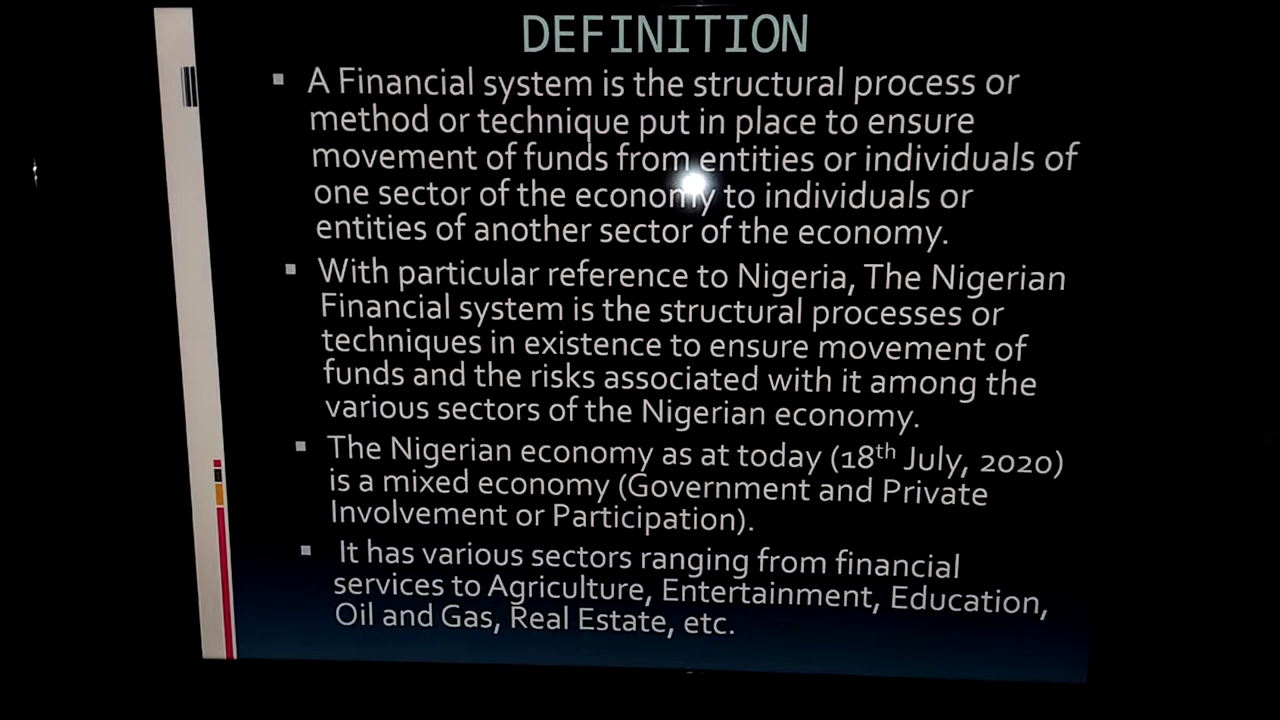 DEFINITION
▪ A Financial system is the structural process or
method or technique put in place to ensure
movement of funds from entities or individuals of
one sector of the economy to individuals or
entities of another sector of the economy.
▪ With particular reference to Nigeria, The Nigerian
Financial system is the structural processes or
techniques in existence to ensure movement of
funds and the risks associated with it among the
various sectors of the Nigerian economy.
▪ The Nigerian economy as at today (18th July, 2020)
is a mixed economy (Government and Private
Involvement or Participation).
▪ It has various sectors ranging from financial
services to Agriculture, Entertainment, Education,
Oil and Gas, Real Estate, etc.